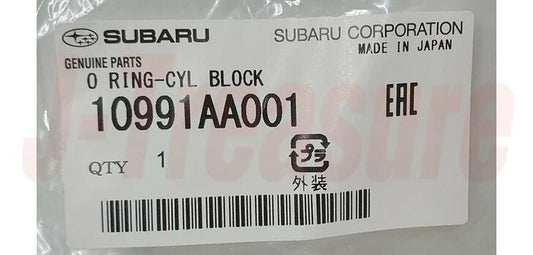 SUBARU
SUBARU CORPORATION
MADE IN JAPAN
GENUINE PARTS
O RING-CYL BLOCK
10991AA001
EAC
QTY 1
プラ
外装
J-Treasure